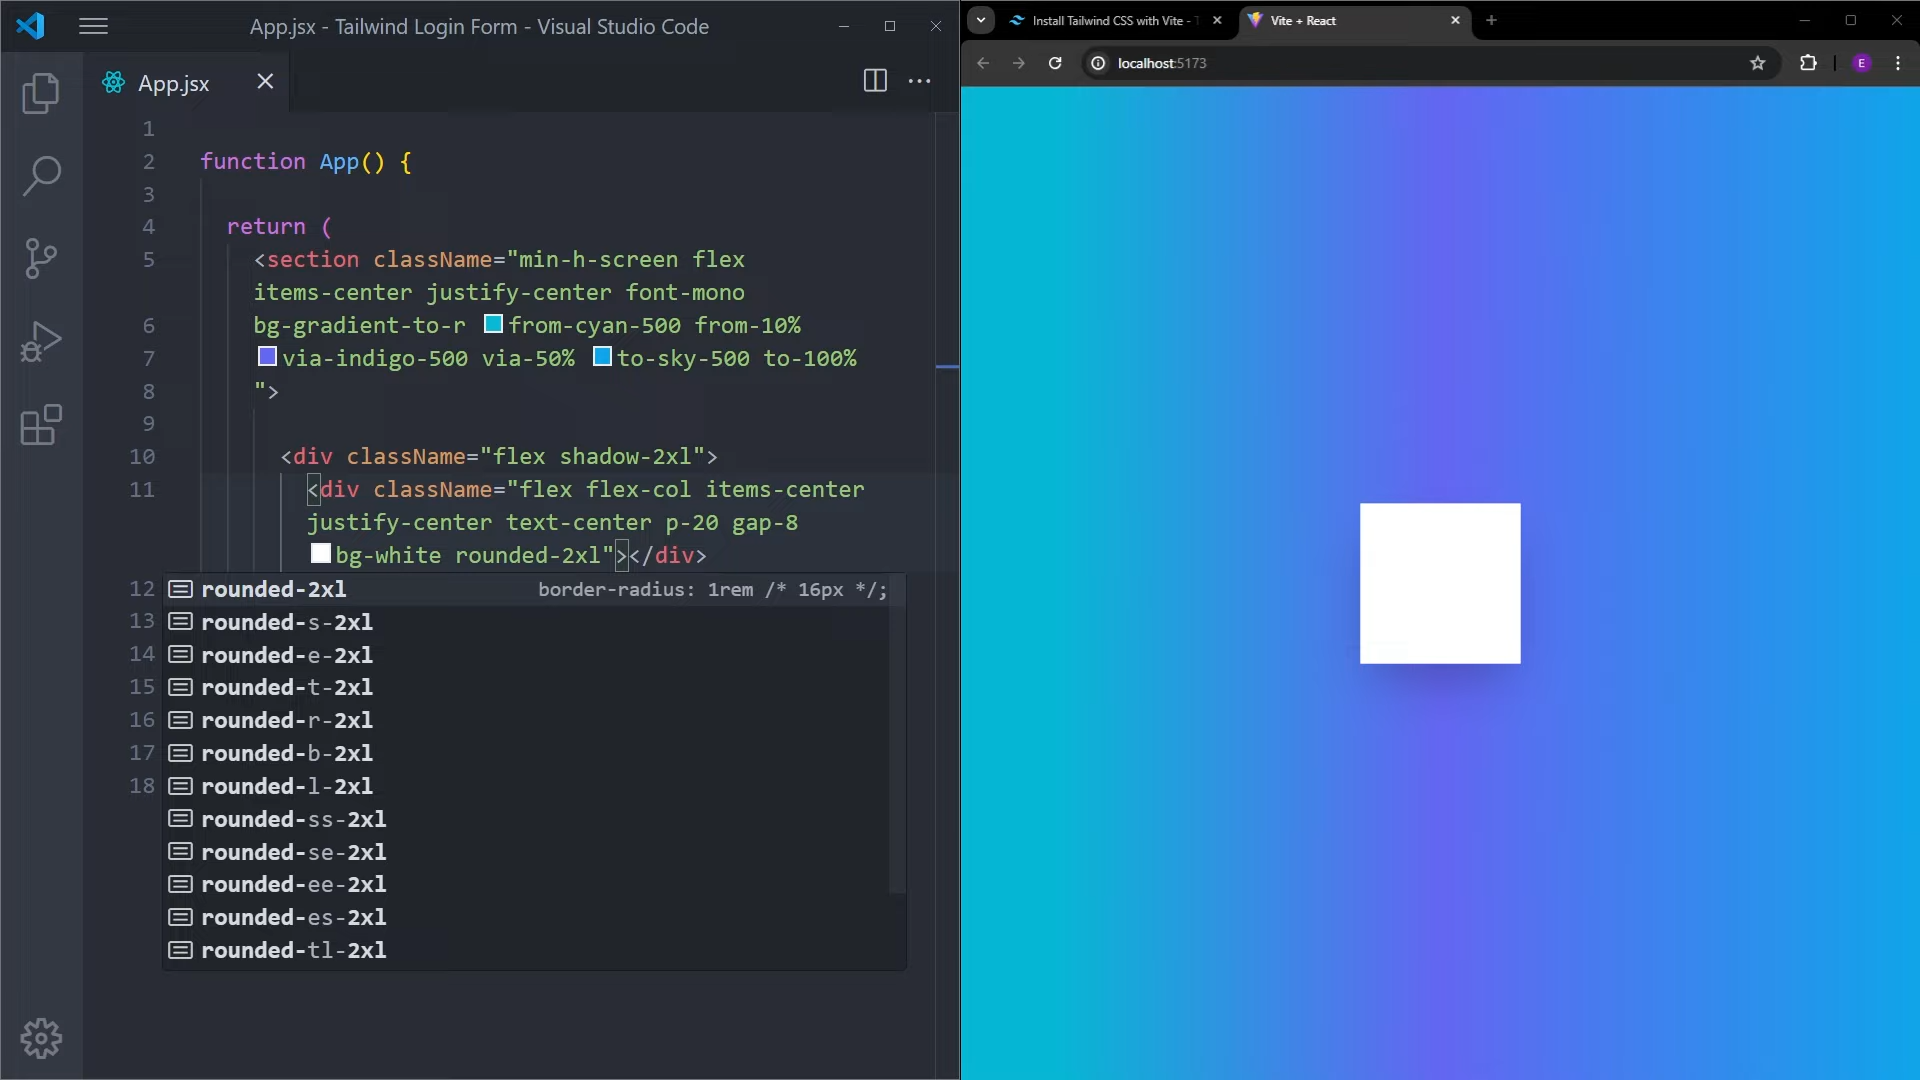 App.jsx - Tailwind Login Form - Visual Studio Code
App.jsx
1
2 function App() {
3
4 return (
5 <section className="min-h-screen flex
items-center justify-center font-mono
6 bg-gradient-to-r from-cyan-500 from-10%
7 via-indigo-500 via-50% to-sky-500 to-100%
8 ">
9
10 <div className="flex shadow-2xl">
11 <div className="flex flex-col items-center
justify-center text-center p-20 gap-8
bg-white rounded-2xl"></div>
12 rounded-2xl border-radius: 1rem /* 16px */;
13 rounded-s-2xl
14 rounded-e-2xl
15 rounded-t-2xl
16 rounded-r-2xl
17 rounded-b-2xl
18 rounded-l-2xl
rounded-ss-2xl
rounded-se-2xl
rounded-ee-2xl
rounded-es-2xl
rounded-tl-2xl
Install Tailwind CSS with Vite -
Vite + React
localhost:5173
E